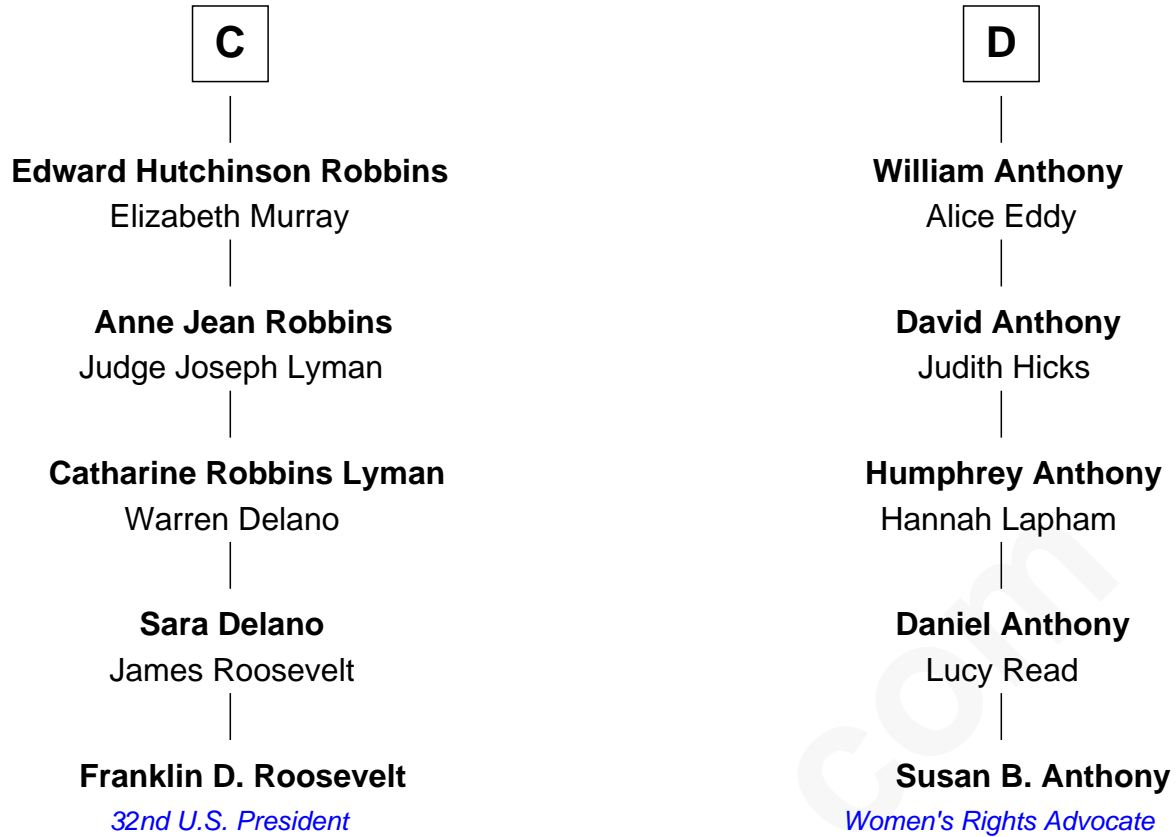 C
Edward Hutchinson Robbins
Elizabeth Murray
Anne Jean Robbins
Judge Joseph Lyman
Catharine Robbins Lyman
Warren Delano
Sara Delano
James Roosevelt
Franklin D. Roosevelt
32nd U.S. President
D
William Anthony
Alice Eddy
David Anthony
Judith Hicks
Humphrey Anthony
Hannah Lapham
Daniel Anthony
Lucy Read
Susan B. Anthony
Women's Rights Advocate
com